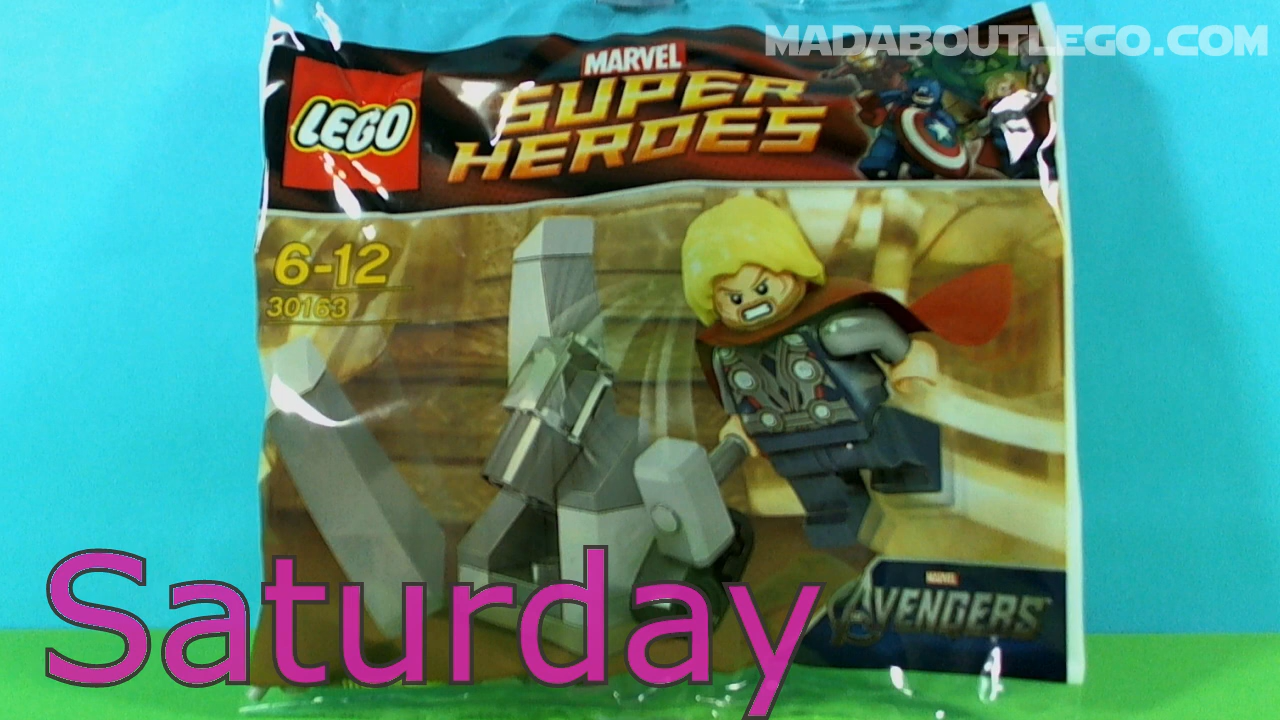 MADABOUTLEGO.COM
MARVEL
SUPER
HEROES
LEGO
6-12
30163
MARVEL
AVENGERS
Saturday